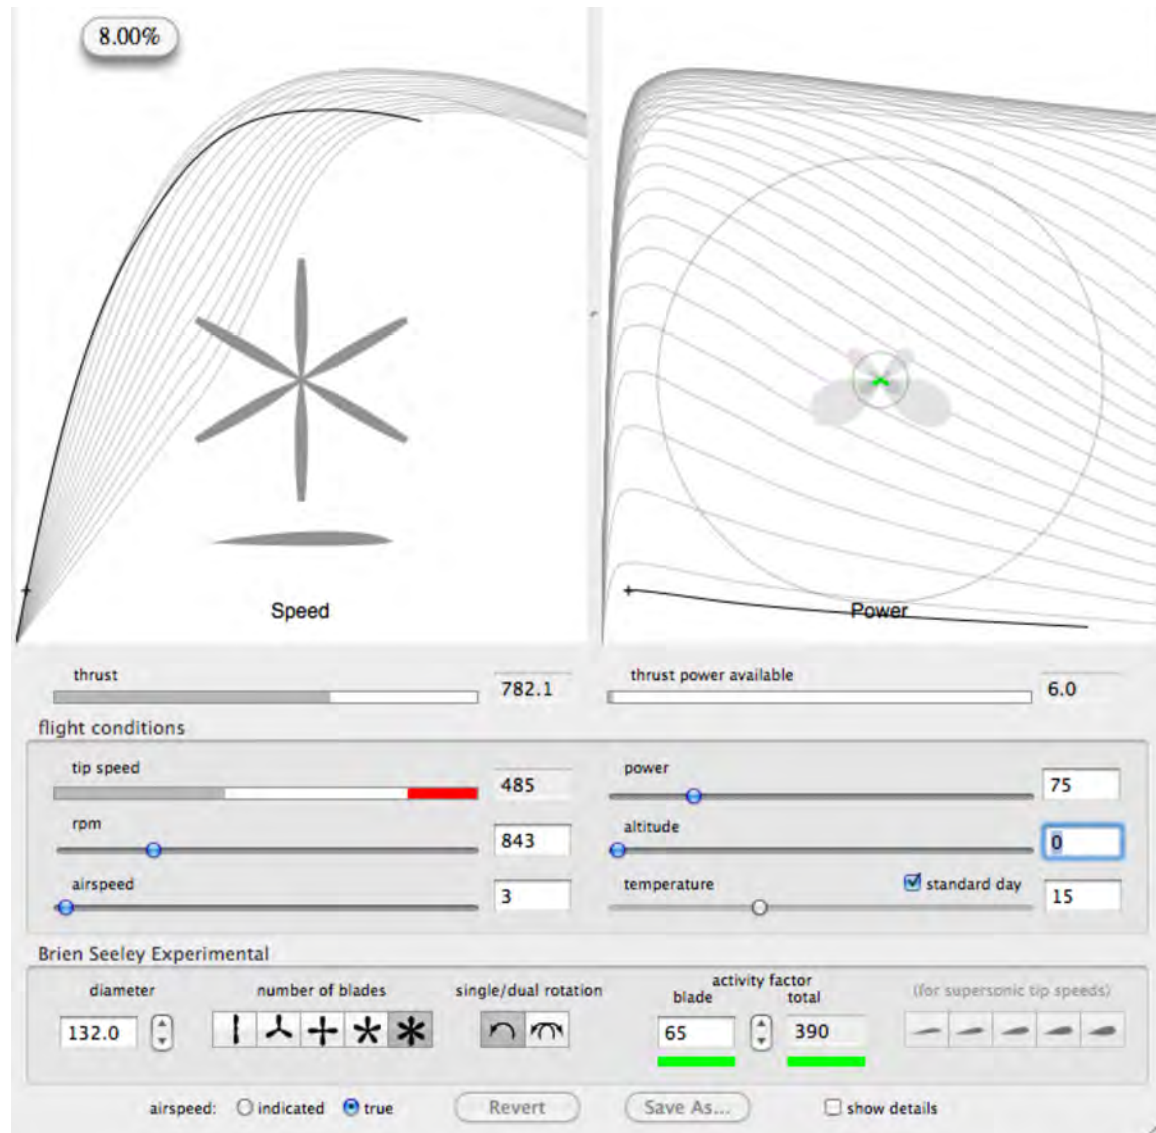 8.00%
Speed
Power
thrust 782.1 thrust power available 6.0
flight conditions
tip speed 485 power 75
rpm 843 altitude 0
airspeed 3 temperature standard day 15
Brien Seeley Experimental
diameter number of blades single/dual rotation activity factor (for supersonic tip speeds)
blade total
132.0 65 390
airspeed: indicated true Revert Save As... show details